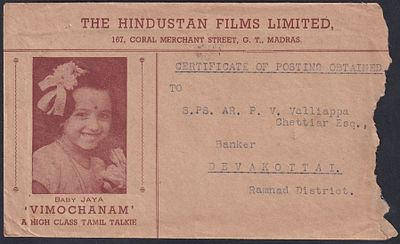 THE HINDUSTAN FILMS LIMITED,
167, CORAL MERCHANT STREET, G. T., MADRAS.
CERTIFICATE OF POSTING OBTAINED
TO
S.PS. AR. P. V. Valliappa
Chettiar Esq.,
Banker
DEVAKOTTAI.
Ramnad District.
BABY JAYA
'VIMOCHANAM'
A HIGH CLASS TAMIL TALKIE